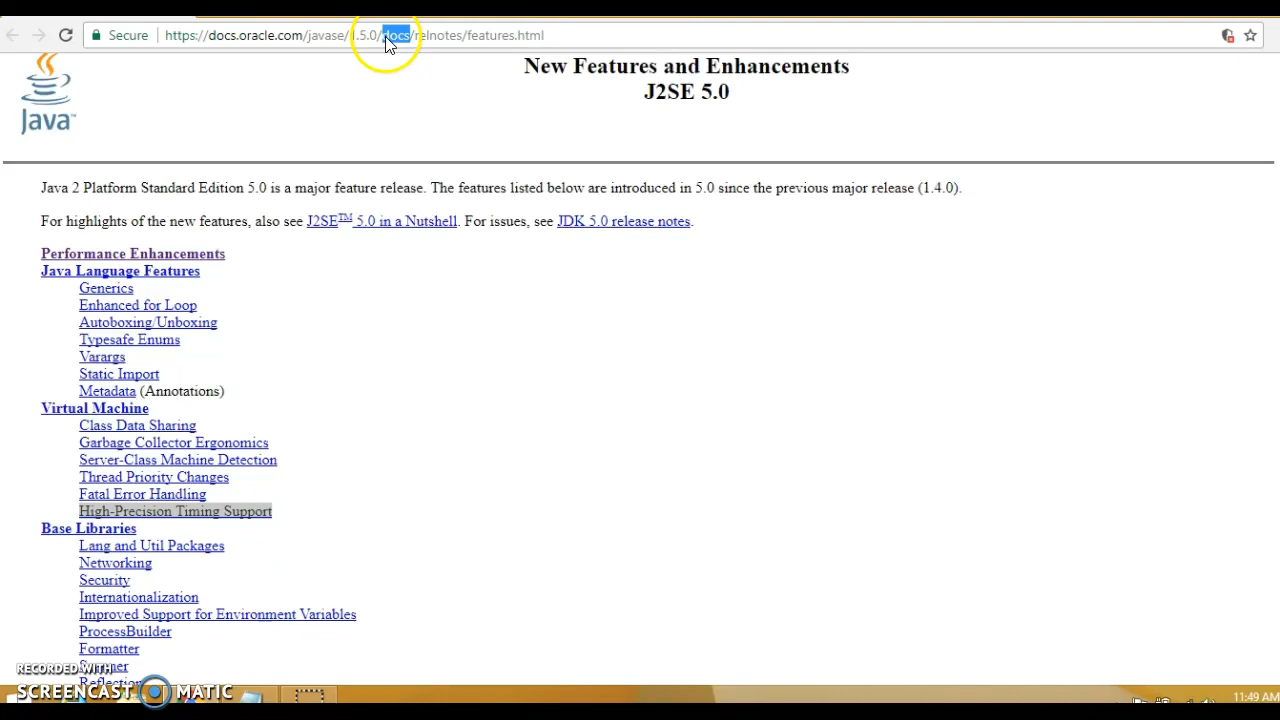 Secure https://docs.oracle.com/javase/1.5.0/docs/relnotes/features.html
Java™
New Features and Enhancements
J2SE 5.0
Java 2 Platform Standard Edition 5.0 is a major feature release. The features listed below are introduced in 5.0 since the previous major release (1.4.0).
For highlights of the new features, also see J2SE™ 5.0 in a Nutshell. For issues, see JDK 5.0 release notes.
Performance Enhancements
Java Language Features
Generics
Enhanced for Loop
Autoboxing/Unboxing
Typesafe Enums
Varargs
Static Import
Metadata (Annotations)
Virtual Machine
Class Data Sharing
Garbage Collector Ergonomics
Server-Class Machine Detection
Thread Priority Changes
Fatal Error Handling
High-Precision Timing Support
Base Libraries
Lang and Util Packages
Networking
Security
Internationalization
Improved Support for Environment Variables
ProcessBuilder
Formatter
RECORDED WITH
Reflection
SCREENCAST MATIC
11:49 AM